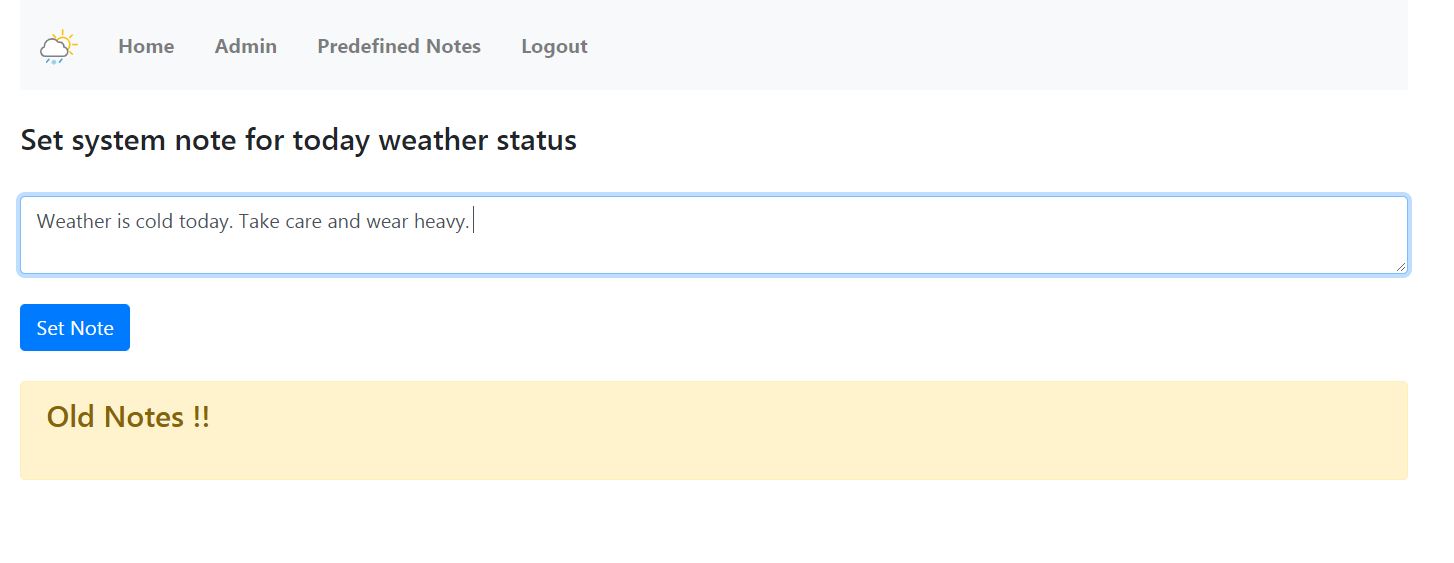 Home Admin Predefined Notes Logout
Set system note for today weather status
Weather is cold today. Take care and wear heavy.
Set Note
Old Notes !!